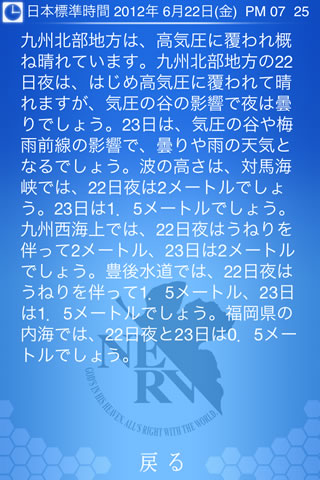 日本標準時間 2012年 6月22日(金) PM 07 25
九州北部地方は、高気圧に覆われ概
ね晴れています。九州北部地方の22
日夜は、はじめ高気圧に覆われて晴
れますが、気圧の谷の影響で夜は曇
りでしょう。23日は、気圧の谷や梅
雨前線の影響で、曇りや雨の天気と
なるでしょう。波の高さは、対馬海
峡では、22日夜は2メートルでしょ
う。23日は1．5メートルでしょう。
九州西海上では、22日夜はうねりを
伴って2メートル、23日は2メートル
でしょう。豊後水道では、22日夜は
うねりを伴って1．5メートル、23日
は1．5メートルでしょう。福岡県の
内海では、22日夜と23日は0．5メー
トルでしょう。
NERV
GOD'S IN HIS HEAVEN, ALL'S RIGHT WITH THE WORLD.
戻る